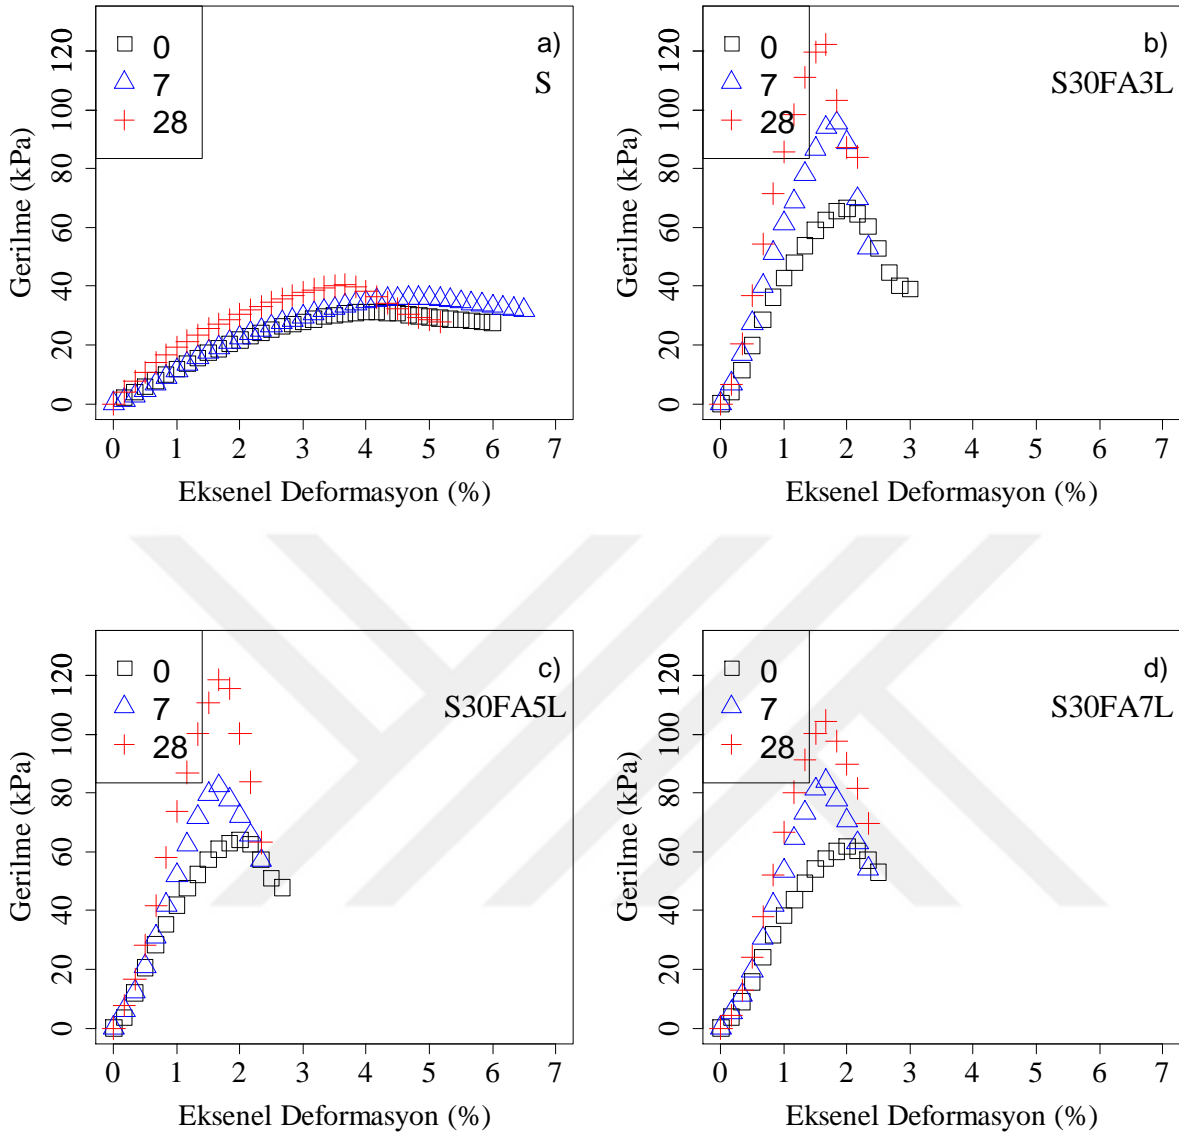 a)
S
0
7
28
Gerilme (kPa)
0 20 40 60 80 100 120
0 1 2 3 4 5 6 7
Eksenel Deformasyon (%)
b)
S30FA3L
0
7
28
Gerilme (kPa)
0 20 40 60 80 100 120
0 1 2 3 4 5 6 7
Eksenel Deformasyon (%)
c)
S30FA5L
0
7
28
Gerilme (kPa)
0 20 40 60 80 100 120
0 1 2 3 4 5 6 7
Eksenel Deformasyon (%)
d)
S30FA7L
0
7
28
Gerilme (kPa)
0 20 40 60 80 100 120
0 1 2 3 4 5 6 7
Eksenel Deformasyon (%)